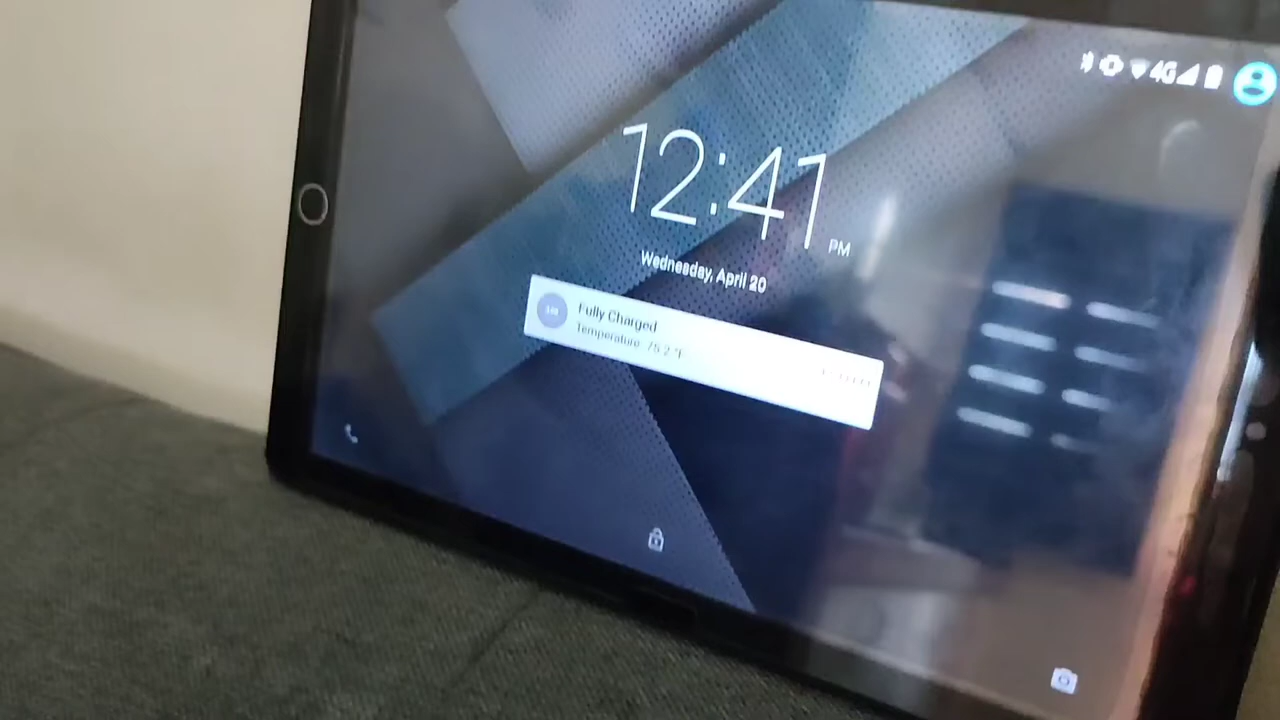 4G
12:41 PM
Wednesday, April 20
Fully Charged
Temperature: 75.2 °F